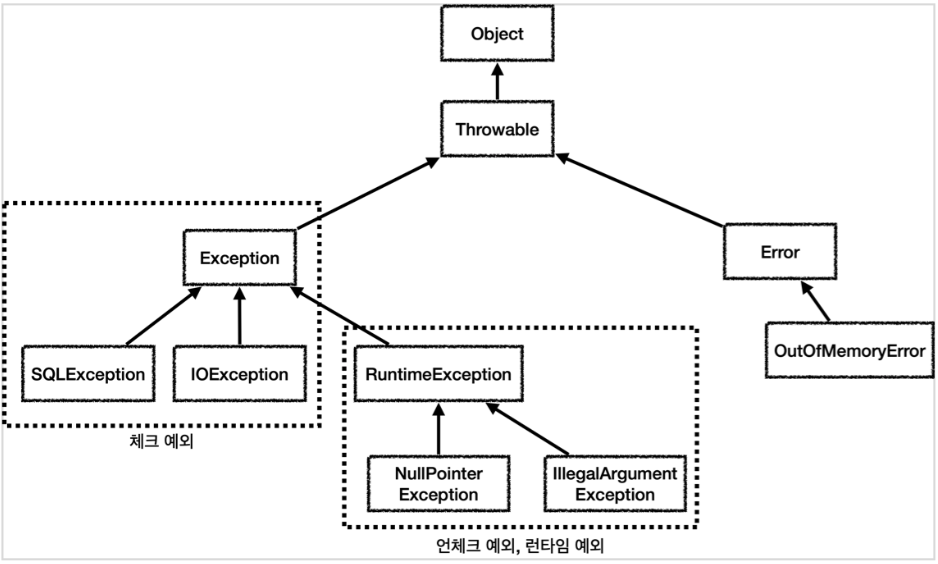 Object
Throwable
Exception
Error
SQLException
IOException
RuntimeException
OutOfMemoryError
체크 예외
NullPointer
Exception
IllegalArgument
Exception
언체크 예외, 런타임 예외